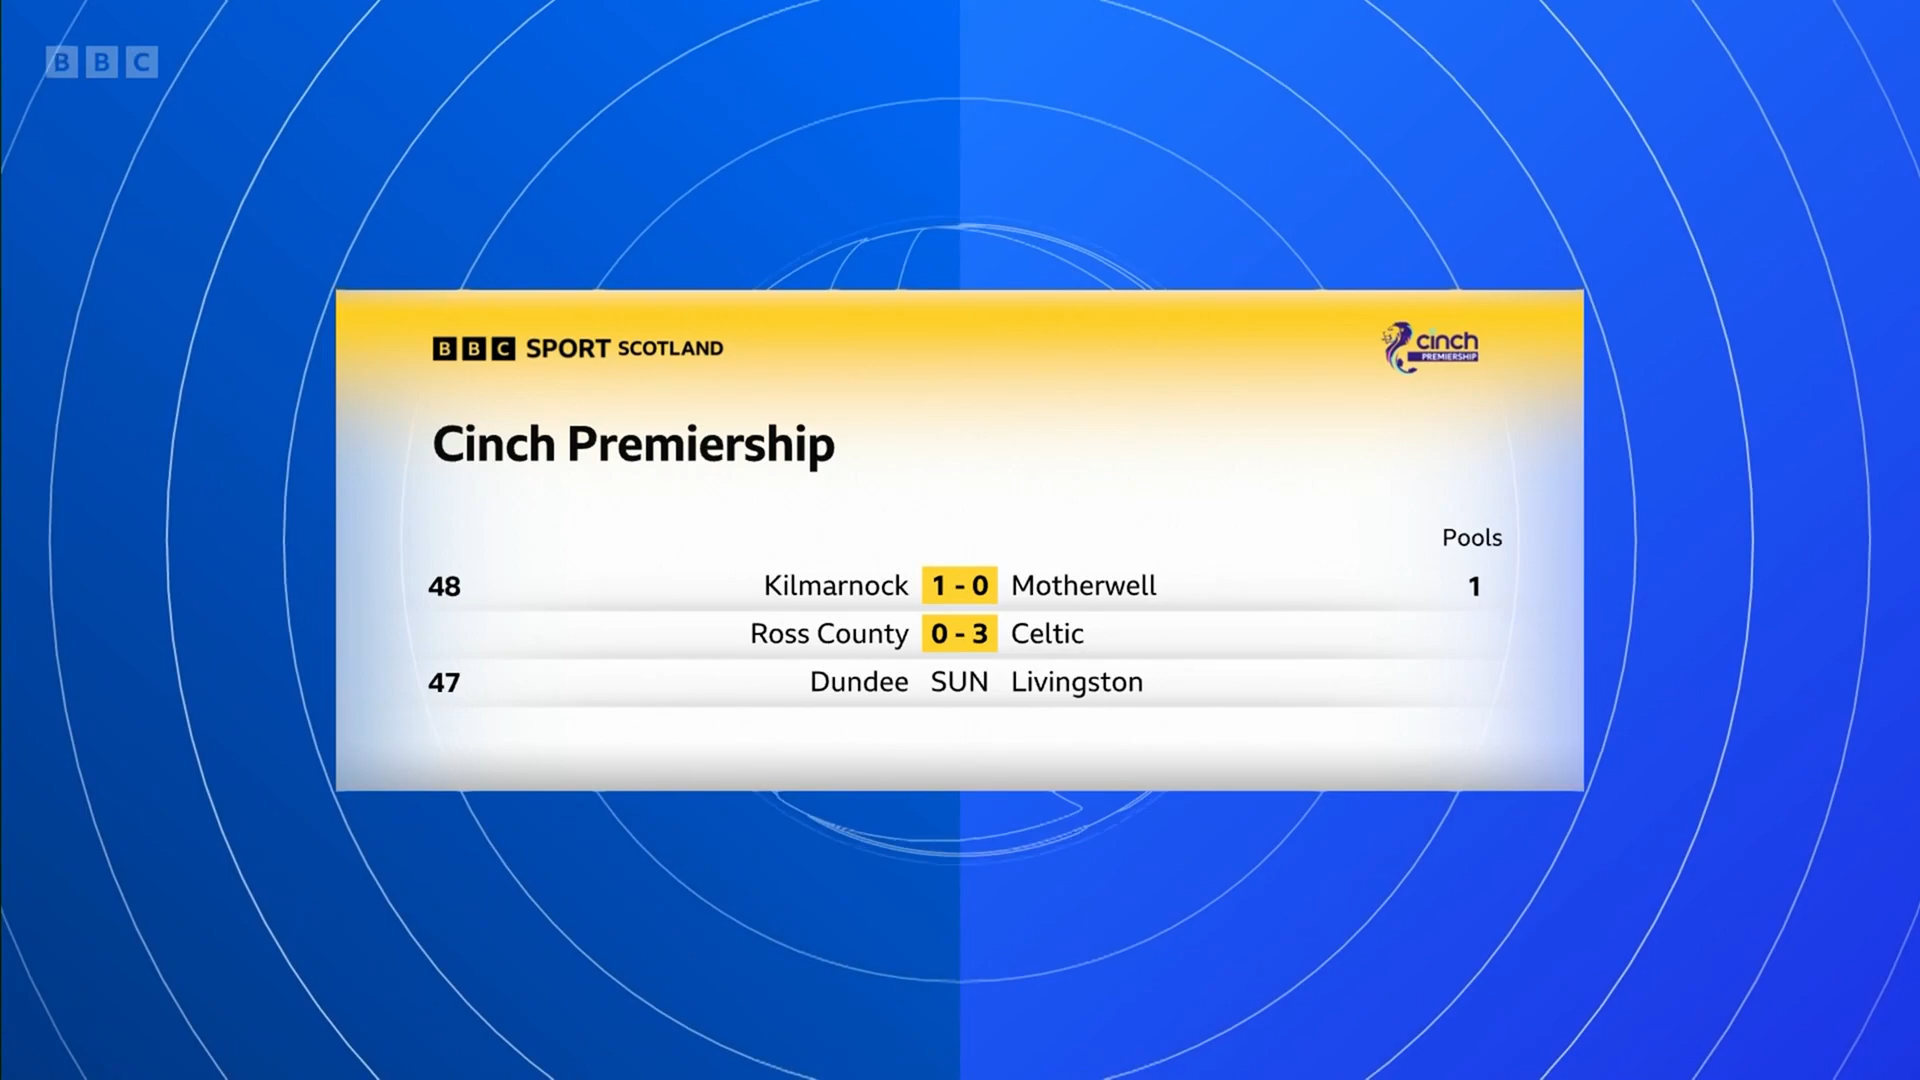 BBC
BBC SPORT SCOTLAND
cinch
PREMIERSHIP
Cinch Premiership
Pools
48 Kilmarnock 1 - 0 Motherwell 1
Ross County 0 - 3 Celtic
47 Dundee SUN Livingston